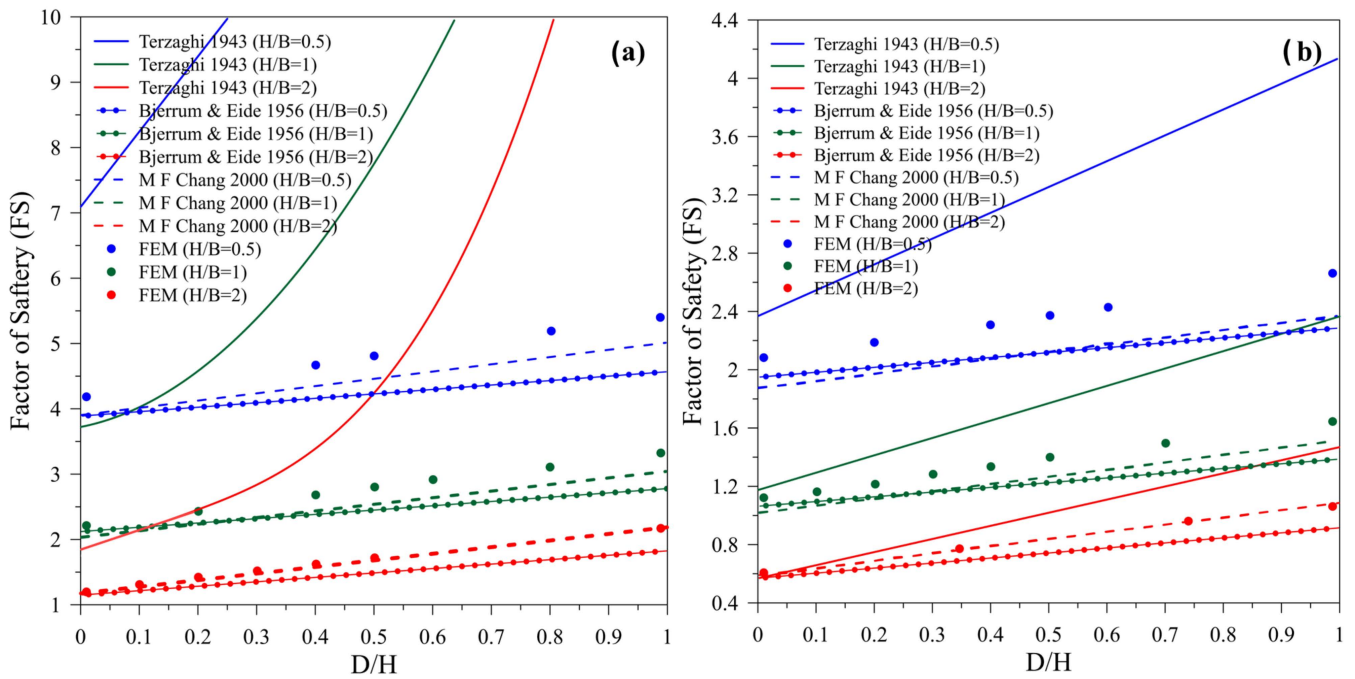 10
9
8
7
6
5
4
3
2
1
Factor of Saftery (FS)
Terzaghi 1943 (H/B=0.5)
Terzaghi 1943 (H/B=1)
Terzaghi 1943 (H/B=2)
Bjerrum & Eide 1956 (H/B=0.5)
Bjerrum & Eide 1956 (H/B=1)
Bjerrum & Eide 1956 (H/B=2)
M F Chang 2000 (H/B=0.5)
M F Chang 2000 (H/B=1)
M F Chang 2000 (H/B=2)
FEM (H/B=0.5)
FEM (H/B=1)
FEM (H/B=2)
(a)
0 0.1 0.2 0.3 0.4 0.5 0.6 0.7 0.8 0.9 1
D/H
4.4
4
3.6
3.2
2.8
2.4
2
1.6
1.2
0.8
0.4
Factor of Safety (FS)
Terzaghi 1943 (H/B=0.5)
Terzaghi 1943 (H/B=1)
Terzaghi 1943 (H/B=2)
Bjerrum & Eide 1956 (H/B=0.5)
Bjerrum & Eide 1956 (H/B=1)
Bjerrum & Eide 1956 (H/B=2)
M F Chang 2000 (H/B=0.5)
M F Chang 2000 (H/B=1)
M F Chang 2000 (H/B=2)
FEM (H/B=0.5)
FEM (H/B=1)
FEM (H/B=2)
(b)
0 0.1 0.2 0.3 0.4 0.5 0.6 0.7 0.8 0.9 1
D/H